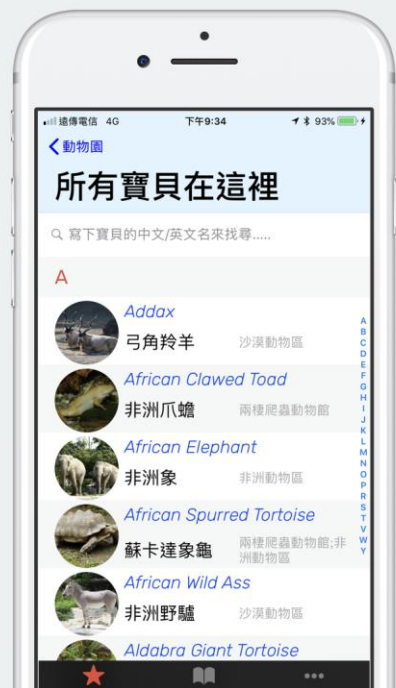 遠傳電信 4G 下午9:34 93%
動物園
所有寶貝在這裡
寫下寶貝的中文/英文名來找尋.....
A
Addax
弓角羚羊 沙漠動物區
African Clawed Toad
非洲爪蟾 兩棲爬蟲動物館
African Elephant
非洲象 非洲動物區
African Spurred Tortoise
蘇卡達象龜 兩棲爬蟲動物館;非
洲動物區
African Wild Ass
非洲野驢 沙漠動物區
Aldabra Giant Tortoise
A
B
C
D
E
F
G
H
I
J
K
L
M
N
O
P
R
S
T
V
W
Y